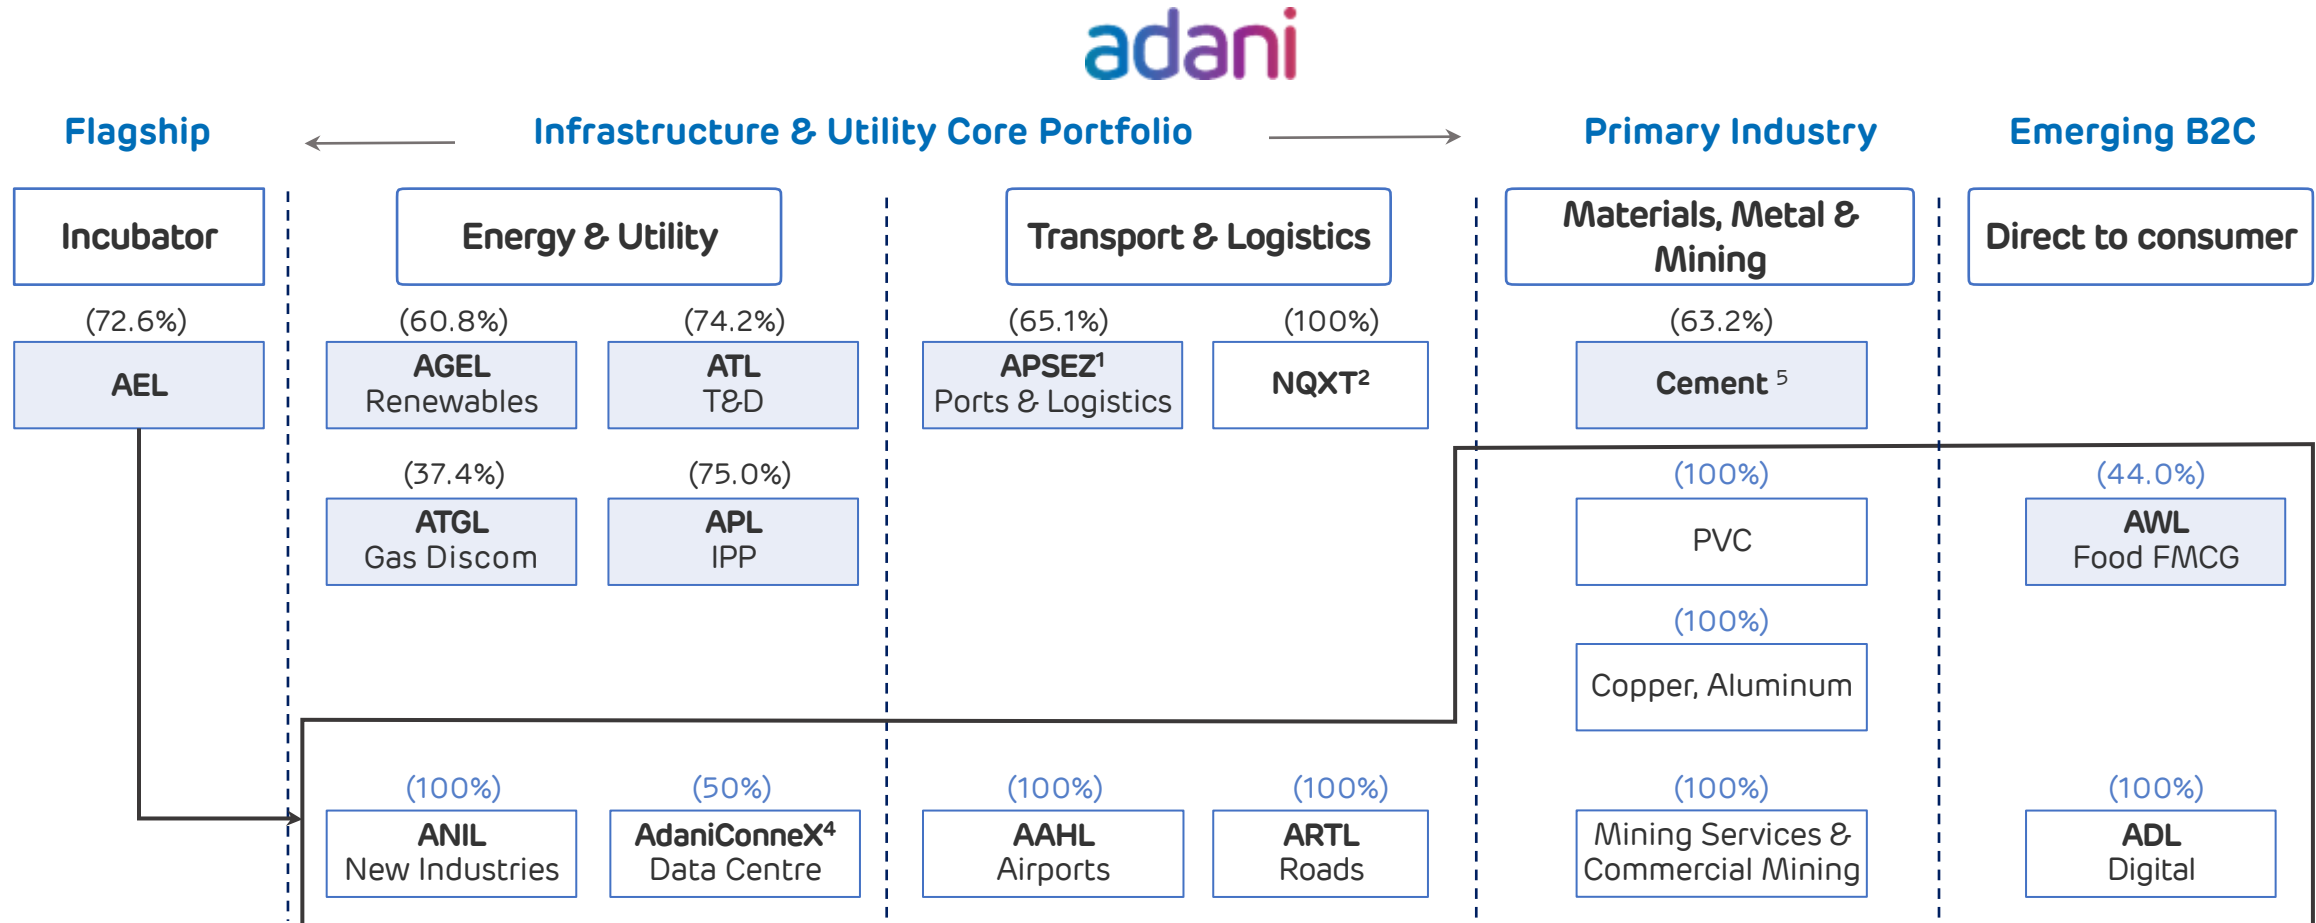 adani
Flagship
Infrastructure & Utility Core Portfolio
Primary Industry
Emerging B2C
Incubator
Energy & Utility
Transport & Logistics
Materials, Metal &
Mining
Direct to consumer
(72.6%)
(60.8%)
(74.2%)
(65.1%)
(100%)
(63.2%)
AEL
AGEL
Renewables
ATL
T&D
APSEZ¹
Ports & Logistics
NQXT²
Cement ⁵
(37.4%)
(75.0%)
(100%)
(44.0%)
ATGL
Gas Discom
APL
IPP
PVC
AWL
Food FMCG
(100%)
Copper, Aluminum
(100%)
(50%)
(100%)
(100%)
(100%)
(100%)
ANIL
New Industries
AdaniConneX⁴
Data Centre
AAHL
Airports
ARTL
Roads
Mining Services &
Commercial Mining
ADL
Digital